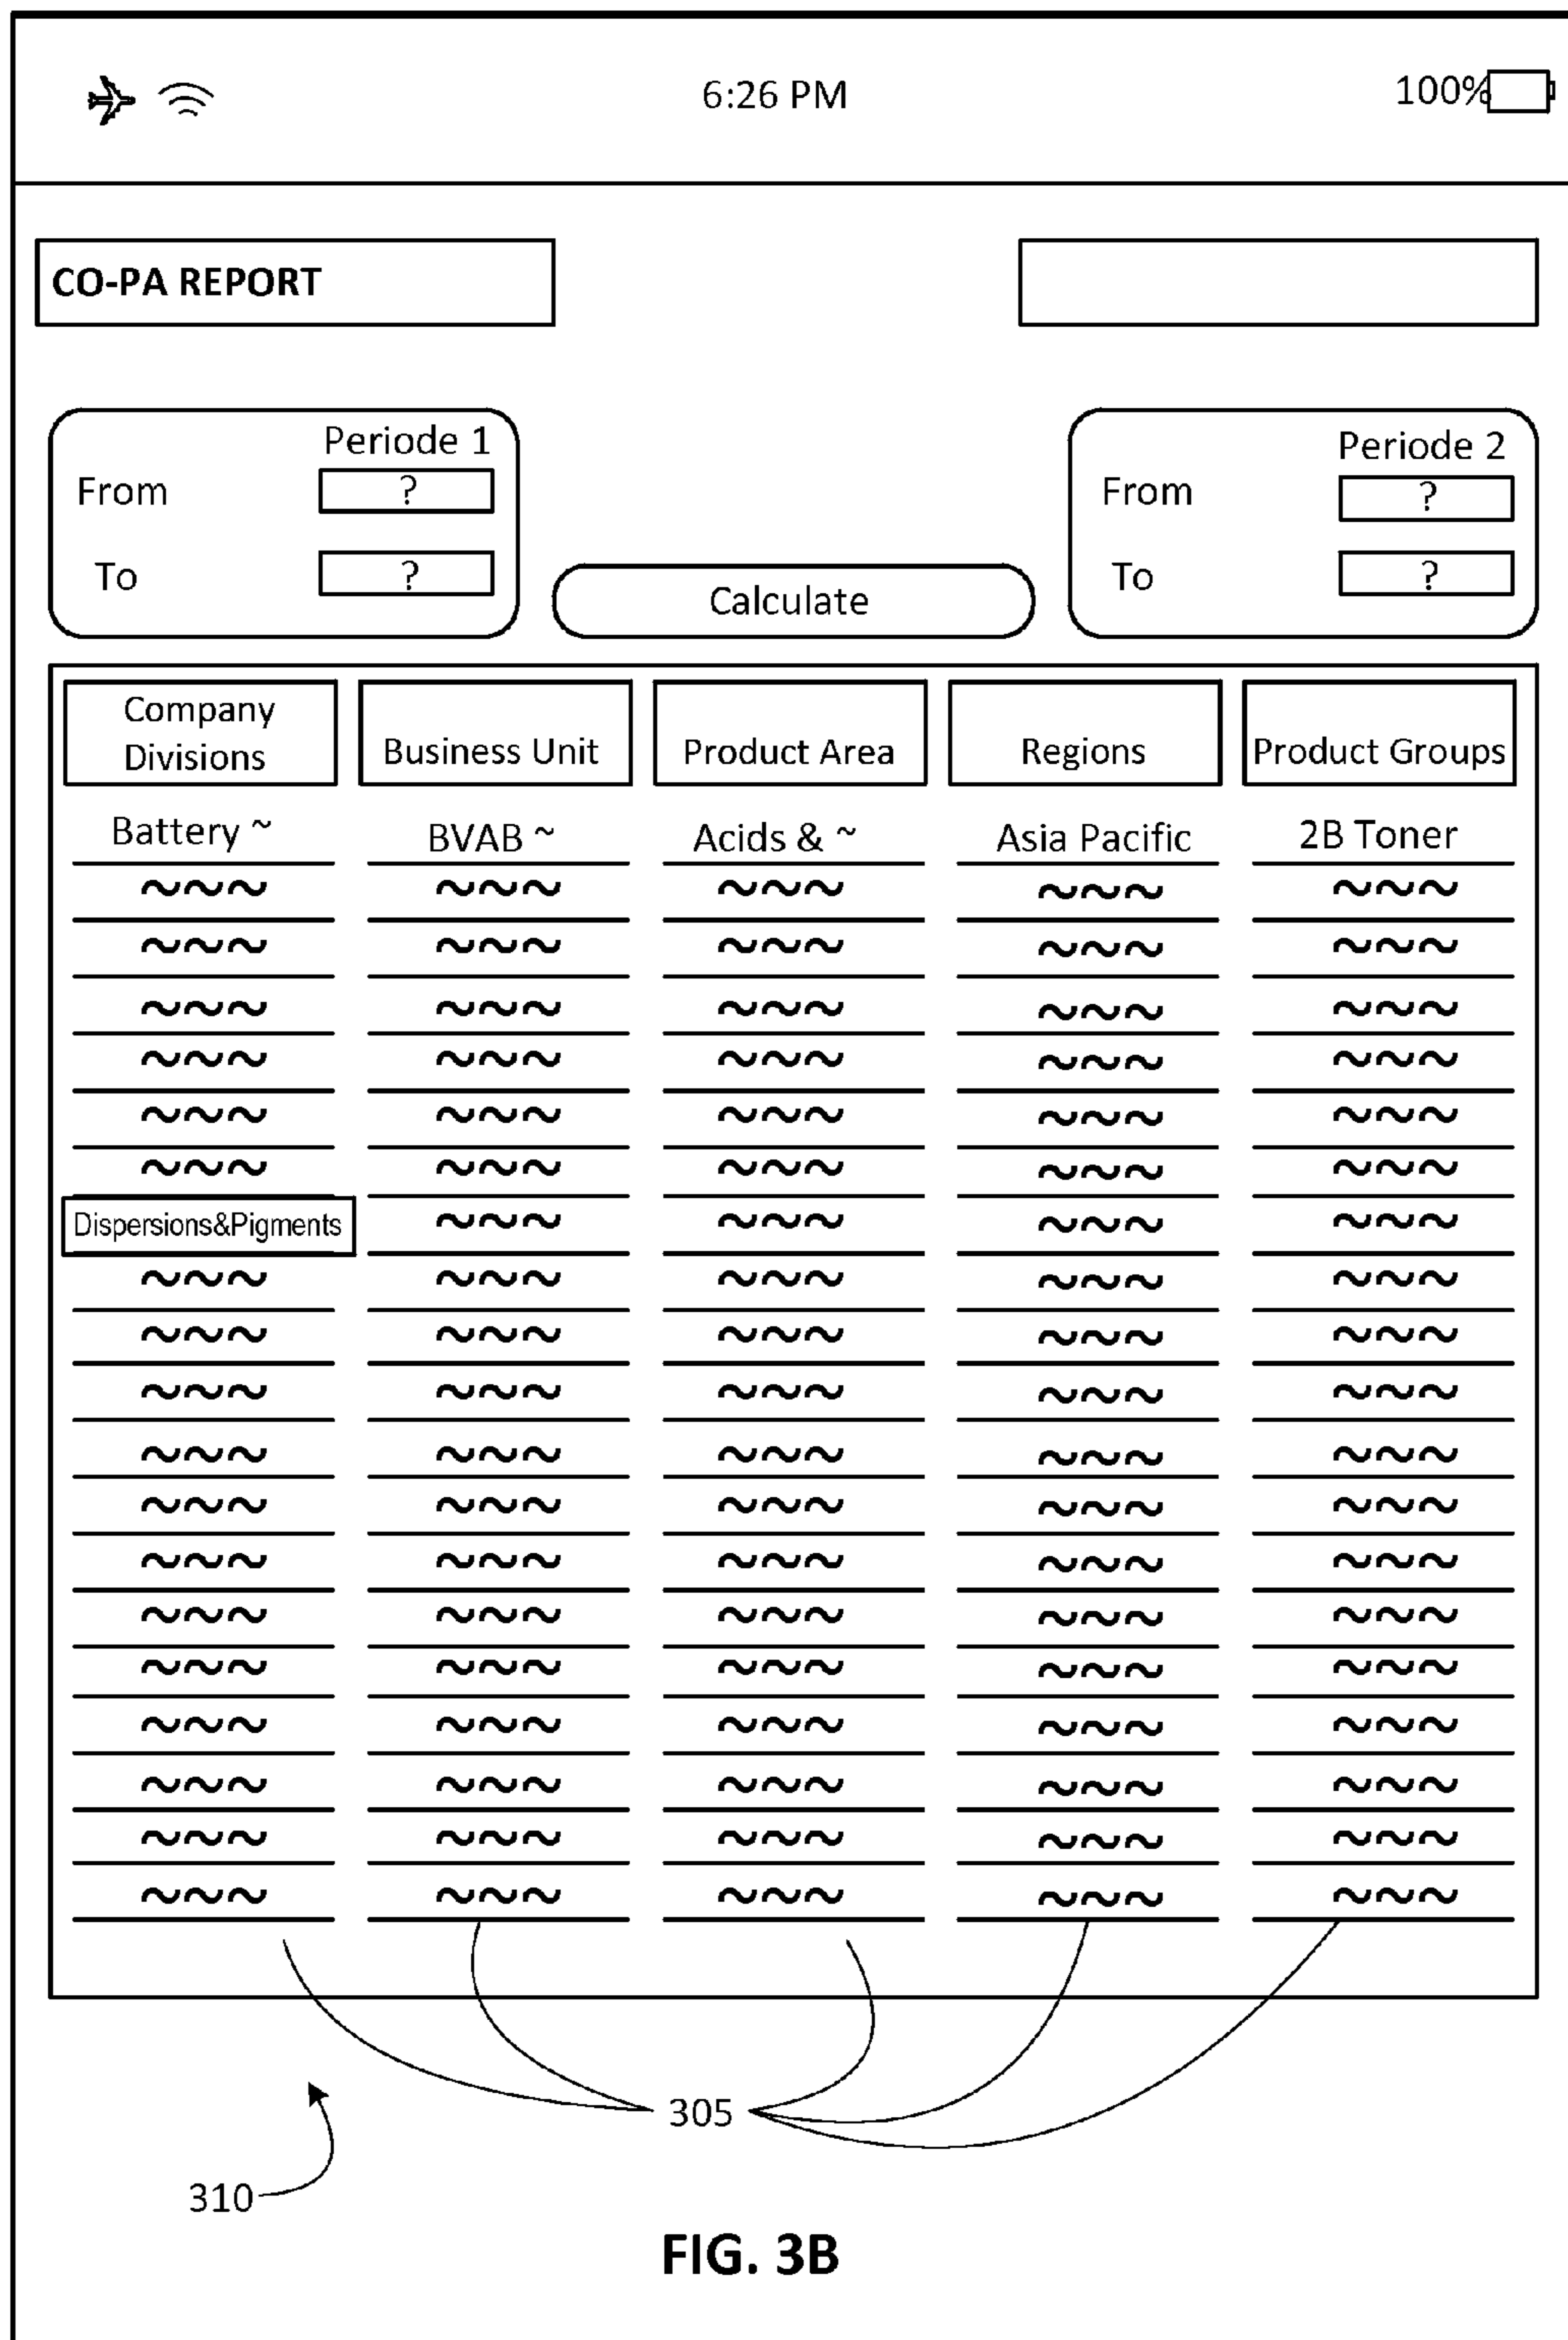 6:26 PM
100%
CO-PA REPORT
Periode 1
From ?
To ?
Calculate
Periode 2
From ?
To ?
Company Divisions
Business Unit
Product Area
Regions
Product Groups
Battery ~
BVAB ~
Acids & ~
Asia Pacific
2B Toner
Dispersions&Pigments
305
310
FIG. 3B